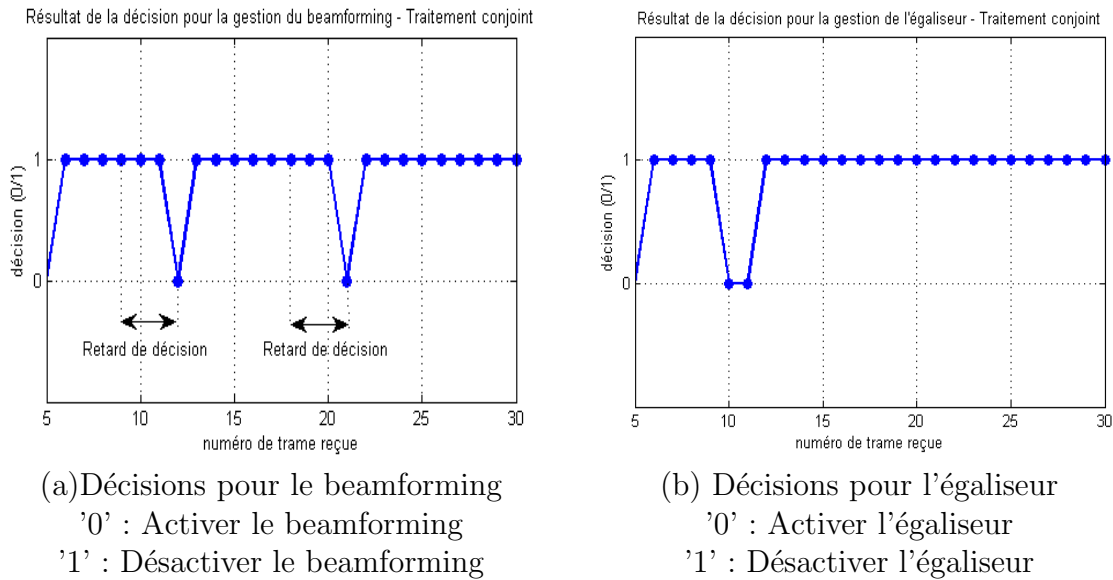 Résultat de la décision pour la gestion du beamforming - Traitement conjoint
décision (0/1)
1
0
Retard de décision
Retard de décision
5
10
15
20
25
30
numéro de trame reçue
(a)Décisions pour le beamforming
'0' : Activer le beamforming
'1' : Désactiver le beamforming
Résultat de la décision pour la gestion de l'égaliseur - Traitement conjoint
décision (0/1)
1
0
5
10
15
20
25
30
numéro de trame reçue
(b) Décisions pour l'égaliseur
'0' : Activer l'égaliseur
'1' : Désactiver l'égaliseur